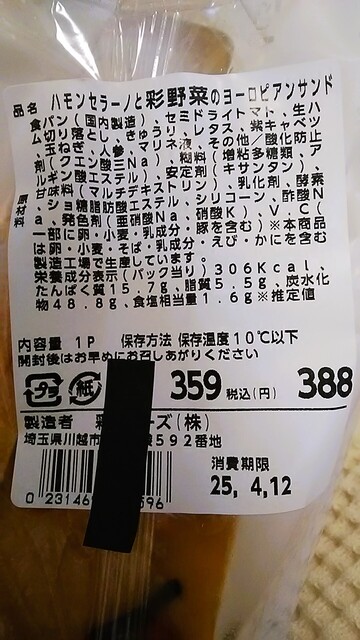 品名 ハモンセラーノと彩野菜のヨーロピアンサンド
食パン(国内製造)、セミドライトマト、生ハ
ム切り落とし、きゅうり、レタス、紫キャベツ
玉ねぎ、人参、マリネ液、その他/酸化防止
剤(クエン酸三Na)、糊料(増粘多糖類、ア
ルギン酸エステル)、安定剤(キサンタン)、
甘味料(マルチデキストリン)、乳化剤、酵素
ショ糖脂肪酸エステル、シリコーン、酢酸N
a、発色剤(亜硝酸Na、硝酸K)、V.C(
一部に卵・小麦・乳成分・豚を含む)※本商品
は卵・小麦・そば・乳成分・えび・かにを含む
製造工場で生産しています。
原材料
栄養成分表示(パック当り)306Kcal、
たんぱく質15.7g、脂質5.5g、炭水化
物48.8g、食塩相当量1.6g※推定値
内容量 1P 保存方法 保存温度10℃以下
開封後はお早めにお召しあがりください
プラ 紙 359 税込(円) 388
製造者 彩 ーズ(株)
埼玉県川越市 592番地
消費期限
25, 4,12
0 23146 596